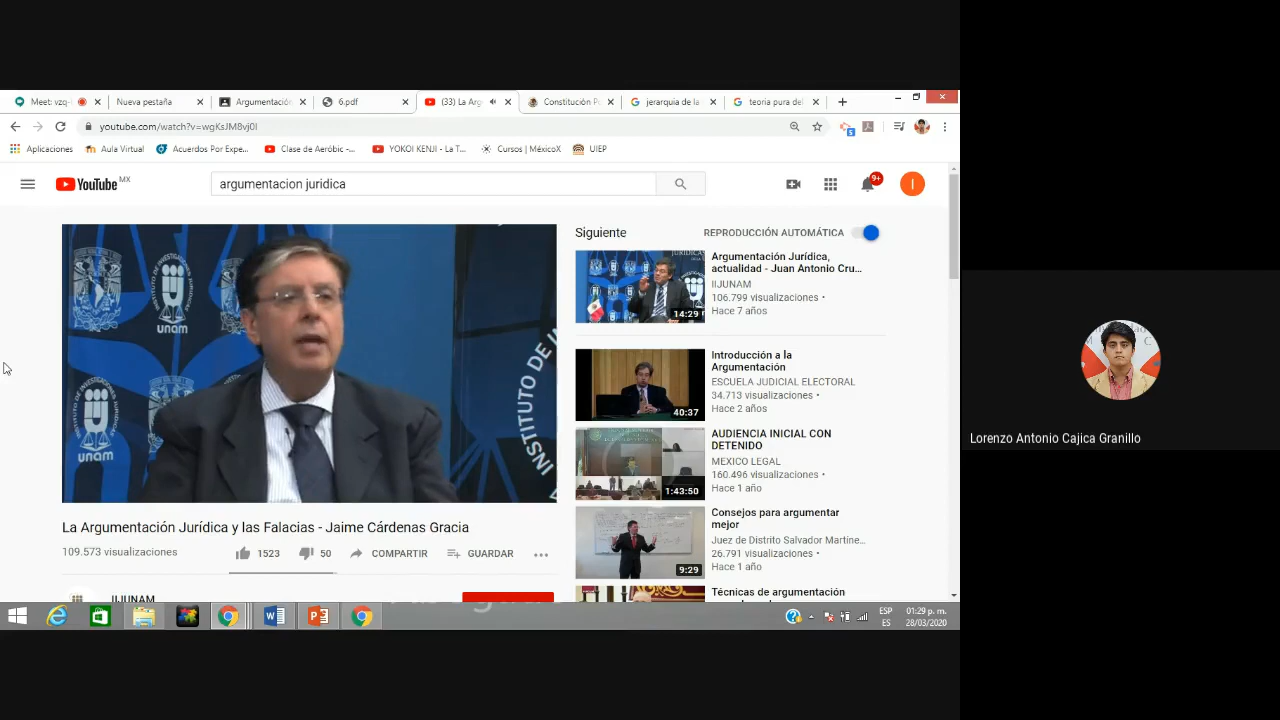 Meet: vzq-
Nueva pestaña
Argumentación
6.pdf
(33) La Arg
Constitución P
jerarquia de la
teoria pura del
youtube.com/watch?v=wgKsJM8vj0I
Aplicaciones
Aula Virtual
Acuerdos Por Expe...
Clase de Aeróbic -...
YOKOI KENJI - La T...
Cursos | MéxicoX
UIEP
YouTube MX
argumentacion juridica
9+
I
unam
unam
INSTITUTO DE IN
La Argumentación Jurídica y las Falacias - Jaime Cárdenas Gracia
109.573 visualizaciones
1523
50
COMPARTIR
GUARDAR
IIJUNAM
Siguiente
REPRODUCCIÓN AUTOMÁTICA
14:29
Argumentación Jurídica,
actualidad - Juan Antonio Cru...
IIJUNAM
106.799 visualizaciones •
Hace 7 años
40:37
Introducción a la
Argumentación
ESCUELA JUDICIAL ELECTORAL
34.713 visualizaciones •
Hace 2 años
1:43:50
AUDIENCIA INICIAL CON
DETENIDO
MEXICO LEGAL
160.496 visualizaciones •
Hace 1 año
9:29
Consejos para argumentar
mejor
Juez de Distrito Salvador Martíne...
26.791 visualizaciones •
Hace 1 año
Técnicas de argumentación
ESP
ES
01:29 p. m.
28/03/2020
Lorenzo Antonio Cajica Granillo